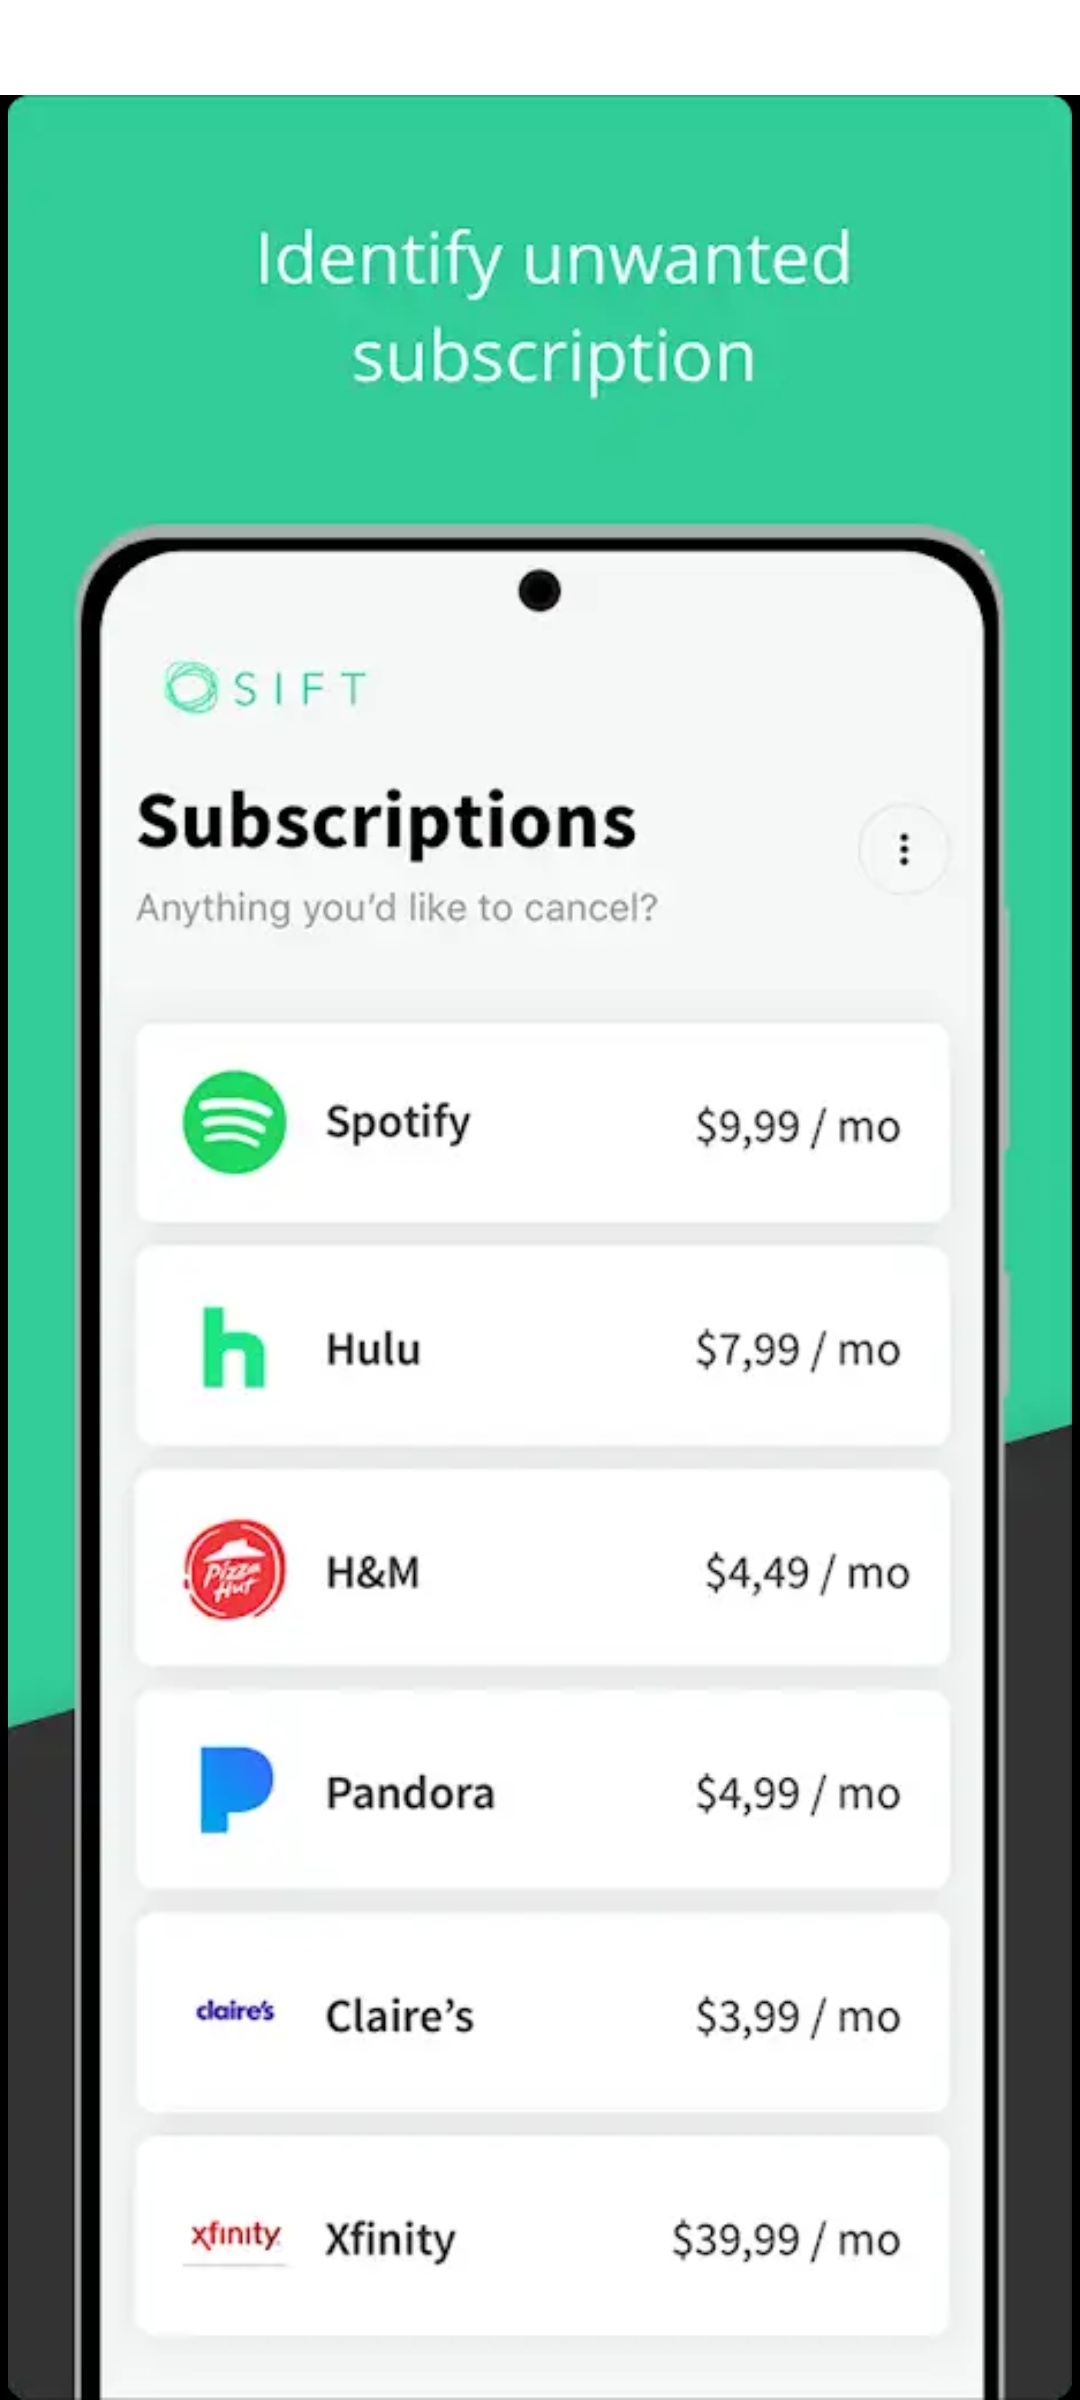 Identify unwanted
subscription
SIFT
Subscriptions
Anything you’d like to cancel?
Spotify $9,99 / mo
h Hulu $7,99 / mo
Pizza
Hut
H&M $4,49 / mo
Pandora $4,99 / mo
claire's Claire’s $3,99 / mo
xfinity Xfinity $39,99 / mo